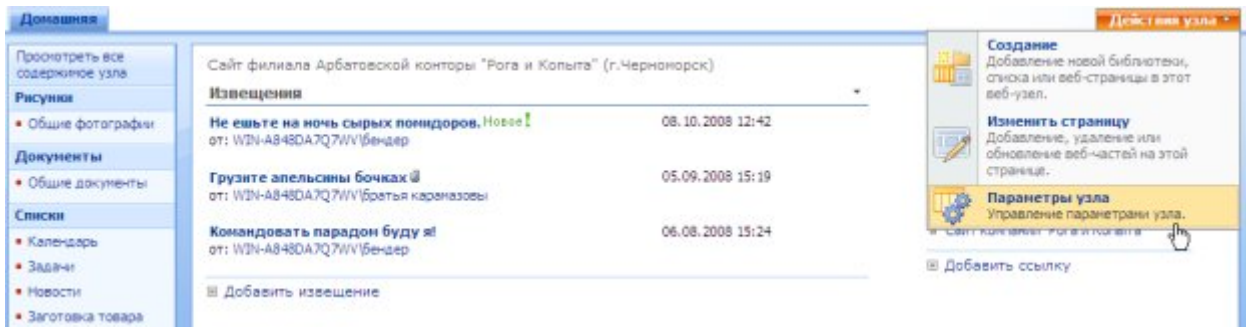 Домашняя
Действия узла
Просмотреть все
содержимое узла
Рисунки
Общие фотографии
Документы
Общие документы
Списки
Календарь
Задачи
Новости
Заготовка товара
Сайт филиала Арбатовской конторы "Рога и Копыта" (г.Черноморск)
Извещения
Не ешьте на ночь сырых помидоров. Новое! 08.10.2008 12:42
от: WIN-A848DA7Q7WV\бендер
Грузите апельсины бочках 05.09.2008 15:19
от: WIN-A848DA7Q7WV\братья карамазовы
Командовать парадом буду я! 06.08.2008 15:24
от: WIN-A848DA7Q7WV\бендер
Добавить извещение
Создание
Добавление новой библиотеки,
списка или веб-страницы в этот
веб-узел.
Изменить страницу
Добавление, удаление или
обновление веб-частей на этой
странице.
Параметры узла
Управление параметрами узла.
Сайт компании Рога и Копыта
Добавить ссылку